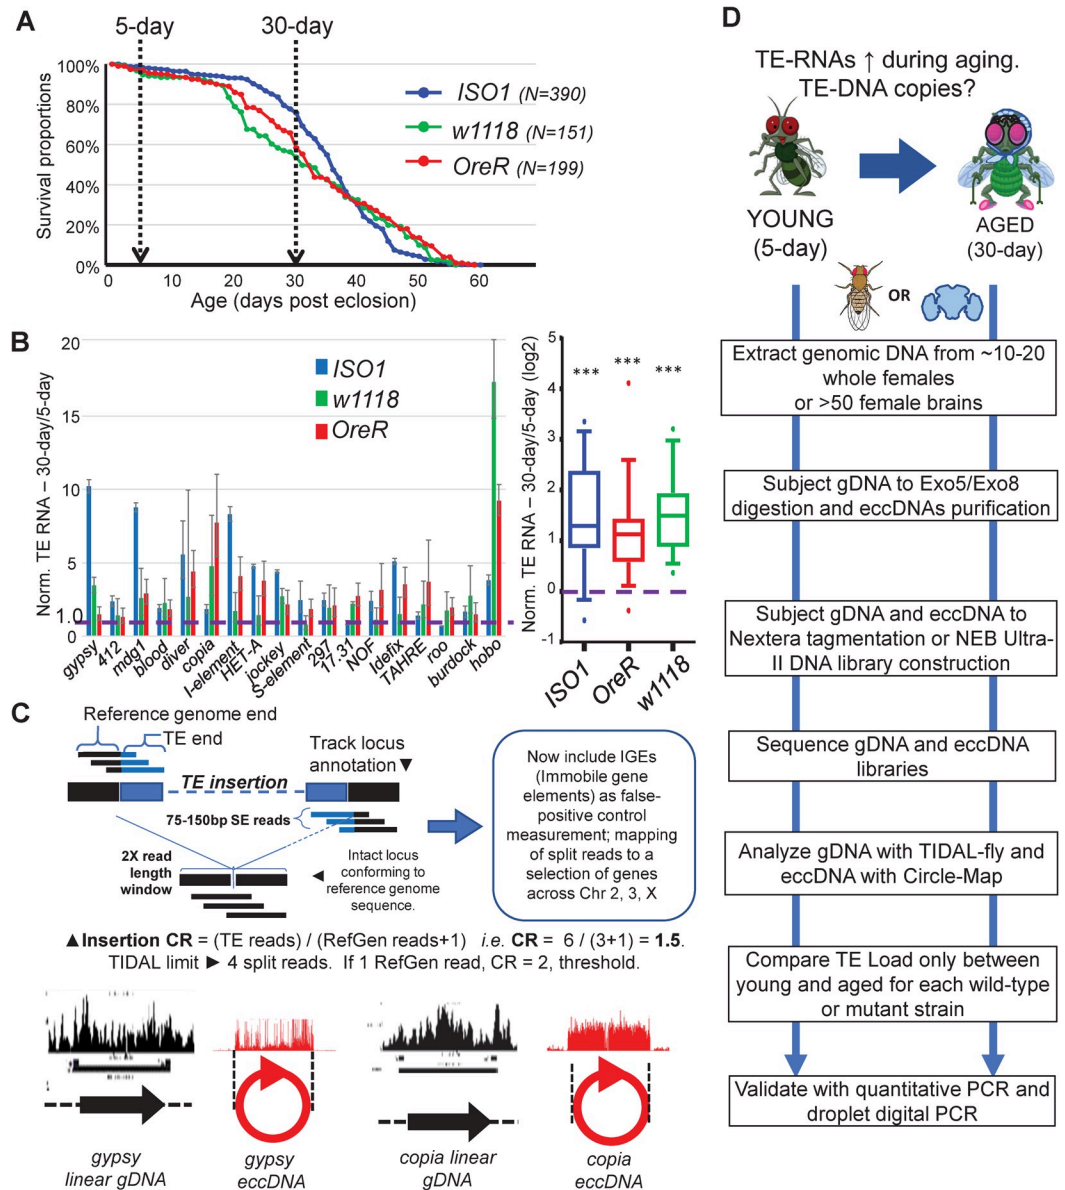 A
5-day
30-day
100%
80%
60%
40%
20%
0%
Survival proportions
ISO1 (N=390)
w1118 (N=151)
OreR (N=199)
0 10 20 30 40 50 60
Age (days post eclosion)
B
Norm. TE RNA – 30-day/5-day
20
15
10
5
1.0
0
ISO1
w1118
OreR
gypsy
412
mdg1
blood
diver
copia
I-element
HET-A
jockey
S-element
297
17.31
NOF
Idefix
TAHRE
roo
burdock
hobo
Norm. TE RNA – 30-day/5-day (log2)
5
4
3
2
1
0
-1
*** *** ***
ISO1
OreR
w1118
C
Reference genome end
TE end
Track locus
annotation▼
TE insertion
75-150bp SE reads
2X read
length
window
◄ Intact locus
conforming to
reference genome
sequence.
Now include IGEs
(Immobile gene
elements) as false-
positive control
measurement; mapping
of split reads to a
selection of genes
across Chr 2, 3, X
▲Insertion CR = (TE reads) / (RefGen reads+1) i.e. CR = 6 / (3+1) = 1.5.
TIDAL limit ► 4 split reads. If 1 RefGen read, CR = 2, threshold.
gypsy
linear gDNA
gypsy
eccDNA
copia linear
gDNA
copia
eccDNA
D
TE-RNAs ↑ during aging.
TE-DNA copies?
YOUNG
(5-day)
AGED
(30-day)
OR
Extract genomic DNA from ~10-20
whole females
or >50 female brains
Subject gDNA to Exo5/Exo8
digestion and eccDNAs purification
Subject gDNA and eccDNA to
Nextera tagmentation or NEB Ultra-
II DNA library construction
Sequence gDNA and eccDNA
libraries
Analyze gDNA with TIDAL-fly and
eccDNA with Circle-Map
Compare TE Load only between
young and aged for each wild-type
or mutant strain
Validate with quantitative PCR and
droplet digital PCR